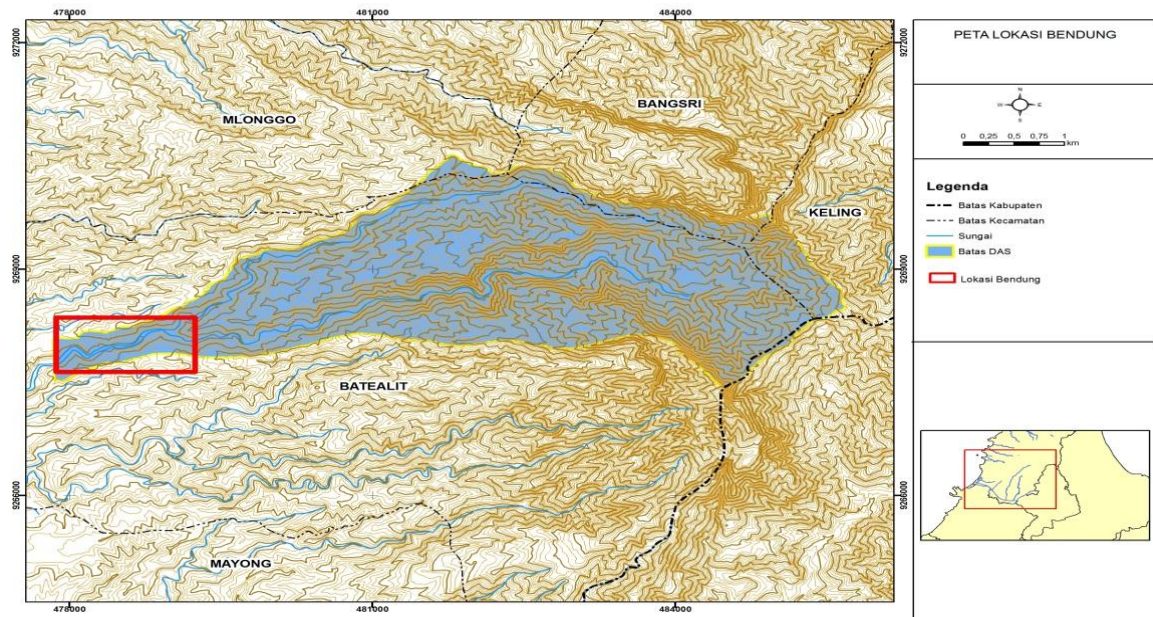 478000 481000 484000
9272000 9272000
9269000 9269000
9266000 9266000
MLONGGO
BANGSRI
KELING
BATEALIT
MAYONG
478000 481000 484000
PETA LOKASI BENDUNG
N
W E
S
0 0,25 0,5 0,75 1
km
Legenda
Batas Kabupaten
Batas Kecamatan
Sungai
Batas DAS
Lokasi Bendung